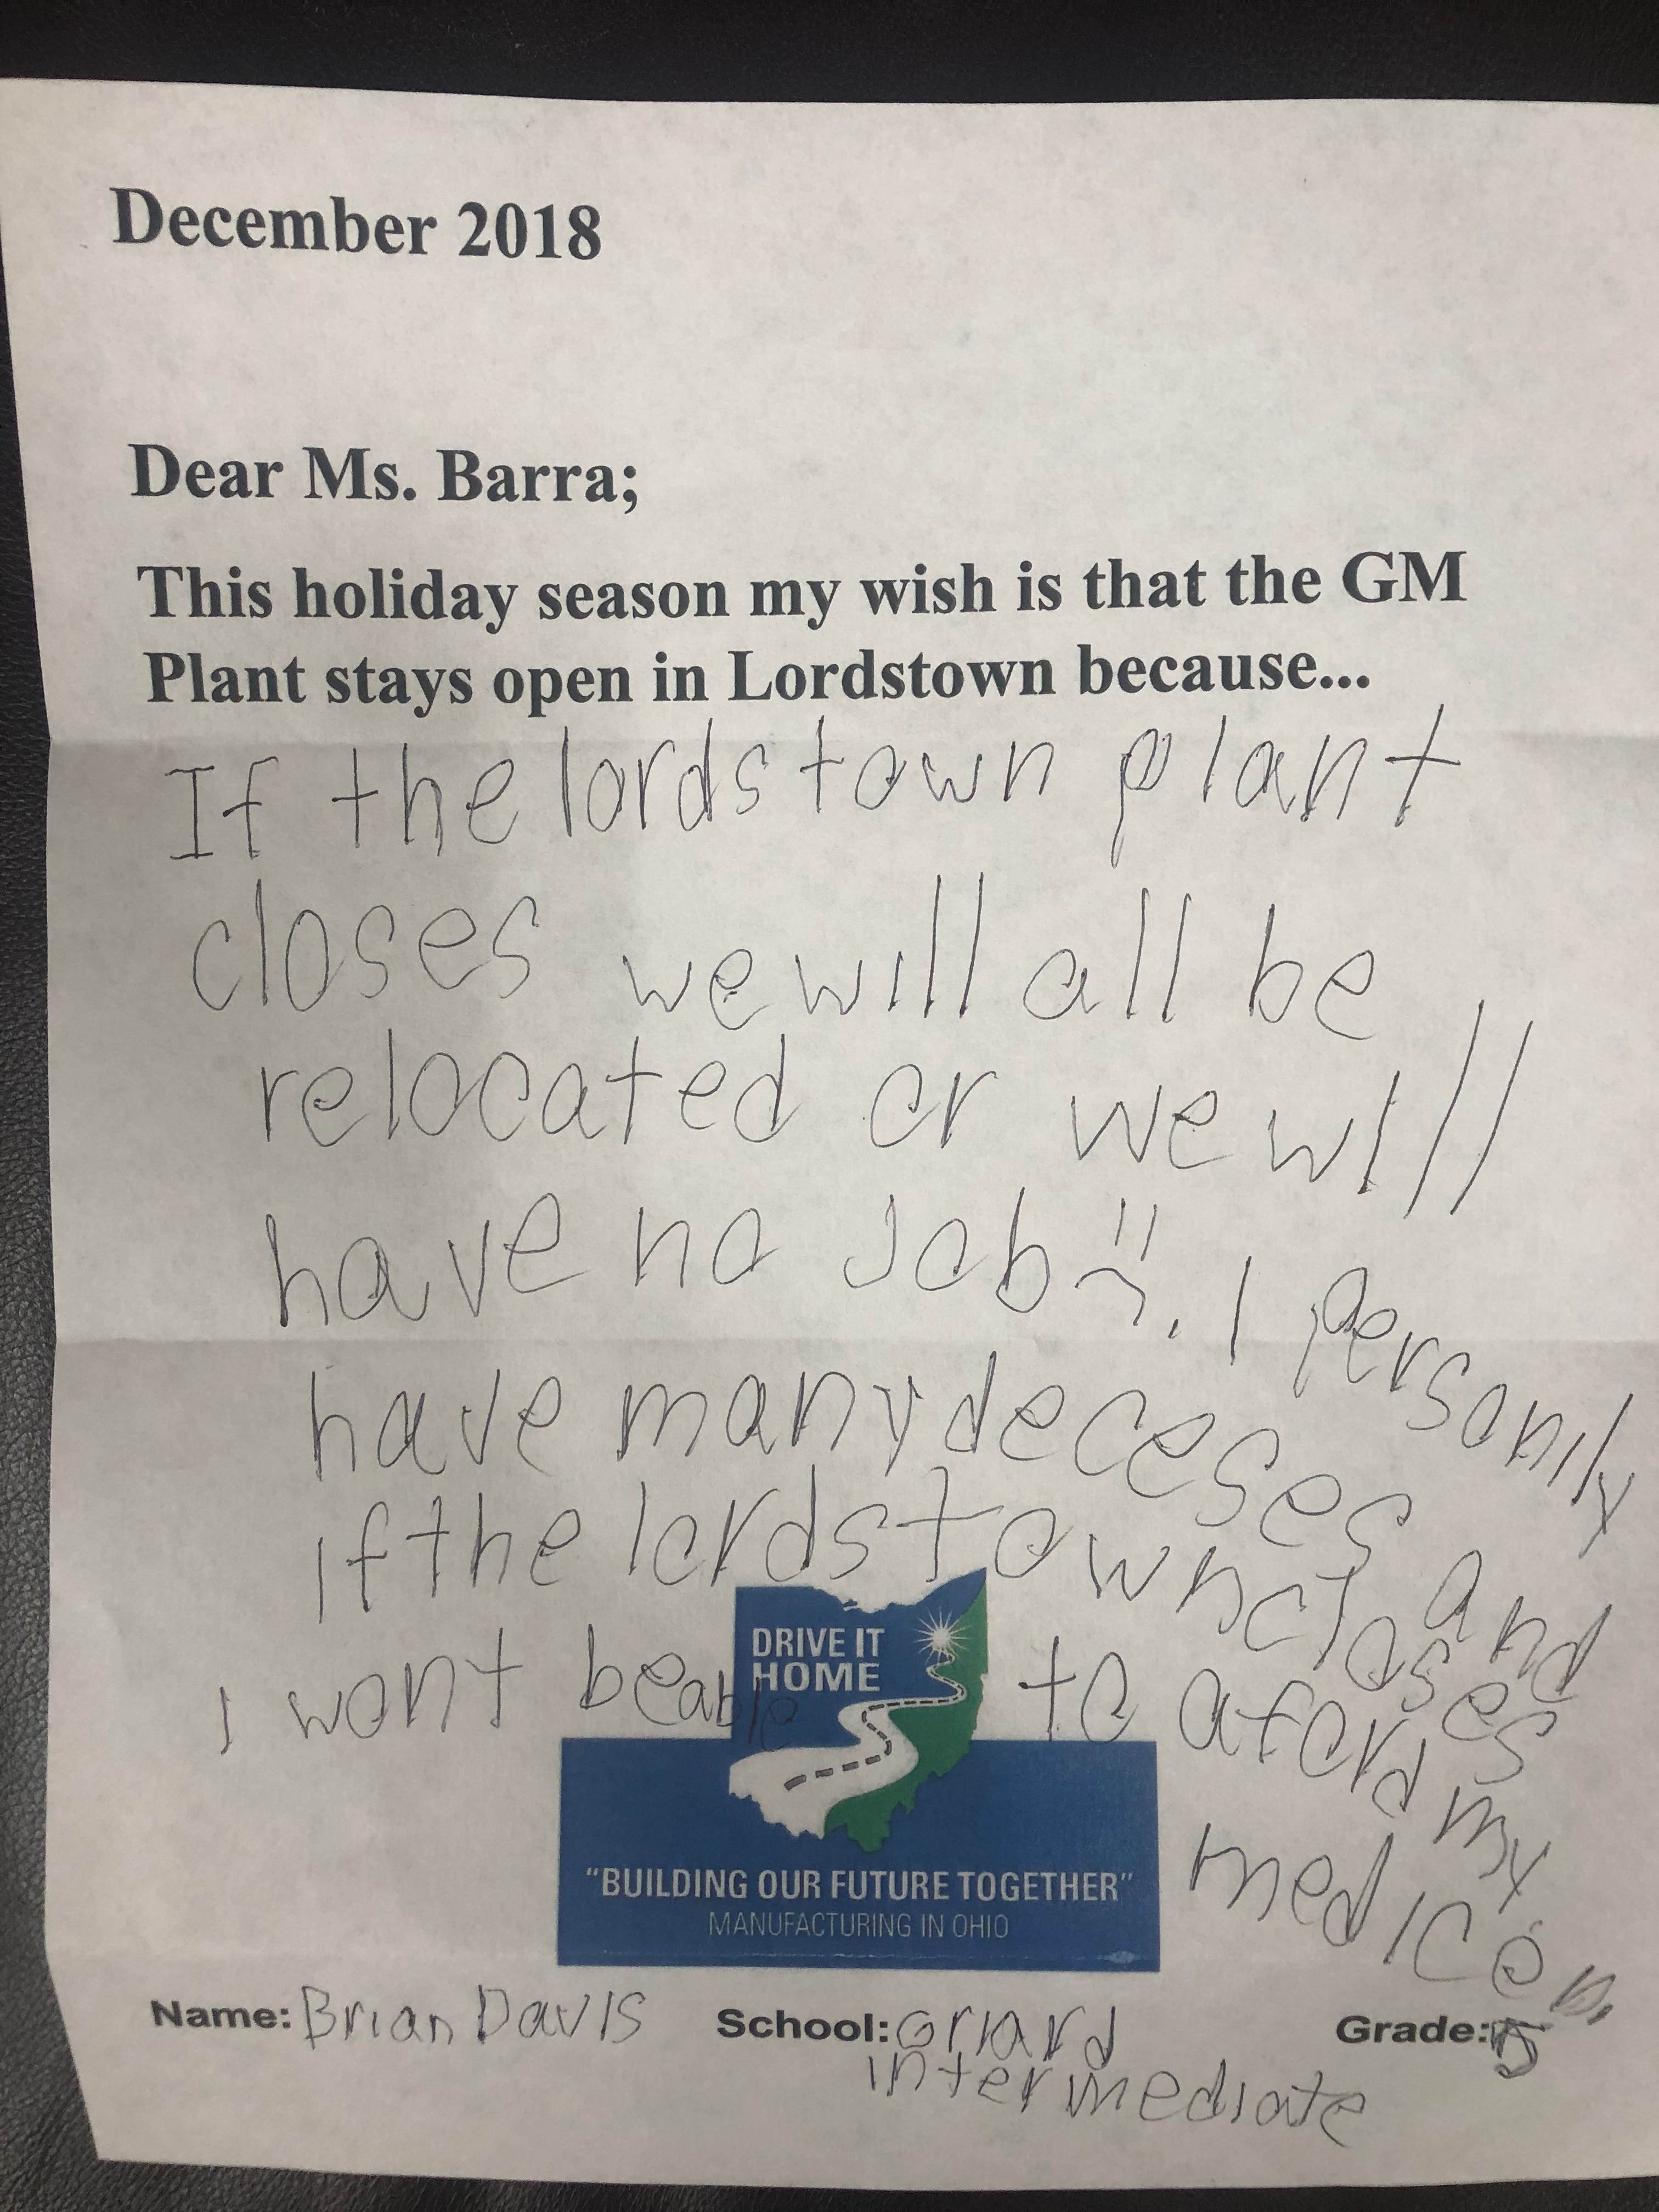 December 2018
Dear Ms. Barra;
This holiday season my wish is that the GM
Plant stays open in Lordstown because...
If the lordstown plant
closes we will all be
relocated or we will
have no Job :(. I personily
have many deceses and
if the lordstown closes
I wont be able to aford my
medicen.
DRIVE IT
HOME
"BUILDING OUR FUTURE TOGETHER"
MANUFACTURING IN OHIO
Name: Brian Davis School: Griard Grade: 5
intermediate